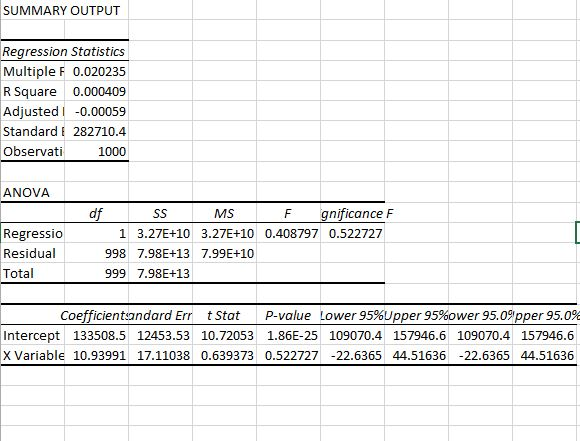 SUMMARY OUTPUT
Regression Statistics
Multiple R 0.020235
R Square 0.000409
Adjusted 0.00059
Standard E 282710.4
Observati 1000
ANOVA
df SS MS F gnificance F
Regressio 1 3.27E+10 3.27E+10 0.408797 0.522727
Residual 998 7.98E+13 7.99E+10
Total 999 7.98E+13
Coefficients andard Err t Stat P-value Lower 95% Upper 95% ower 95.0% pper 95.0%
Intercept 133508.5 12453.53 10.72053 1.86E-25 109070.4 157946.6 109070.4 157946.6
X Variable 10.93991 17.11038 0.639373 0.522727 -22.6365 44.51636 -22.6365 44.51636